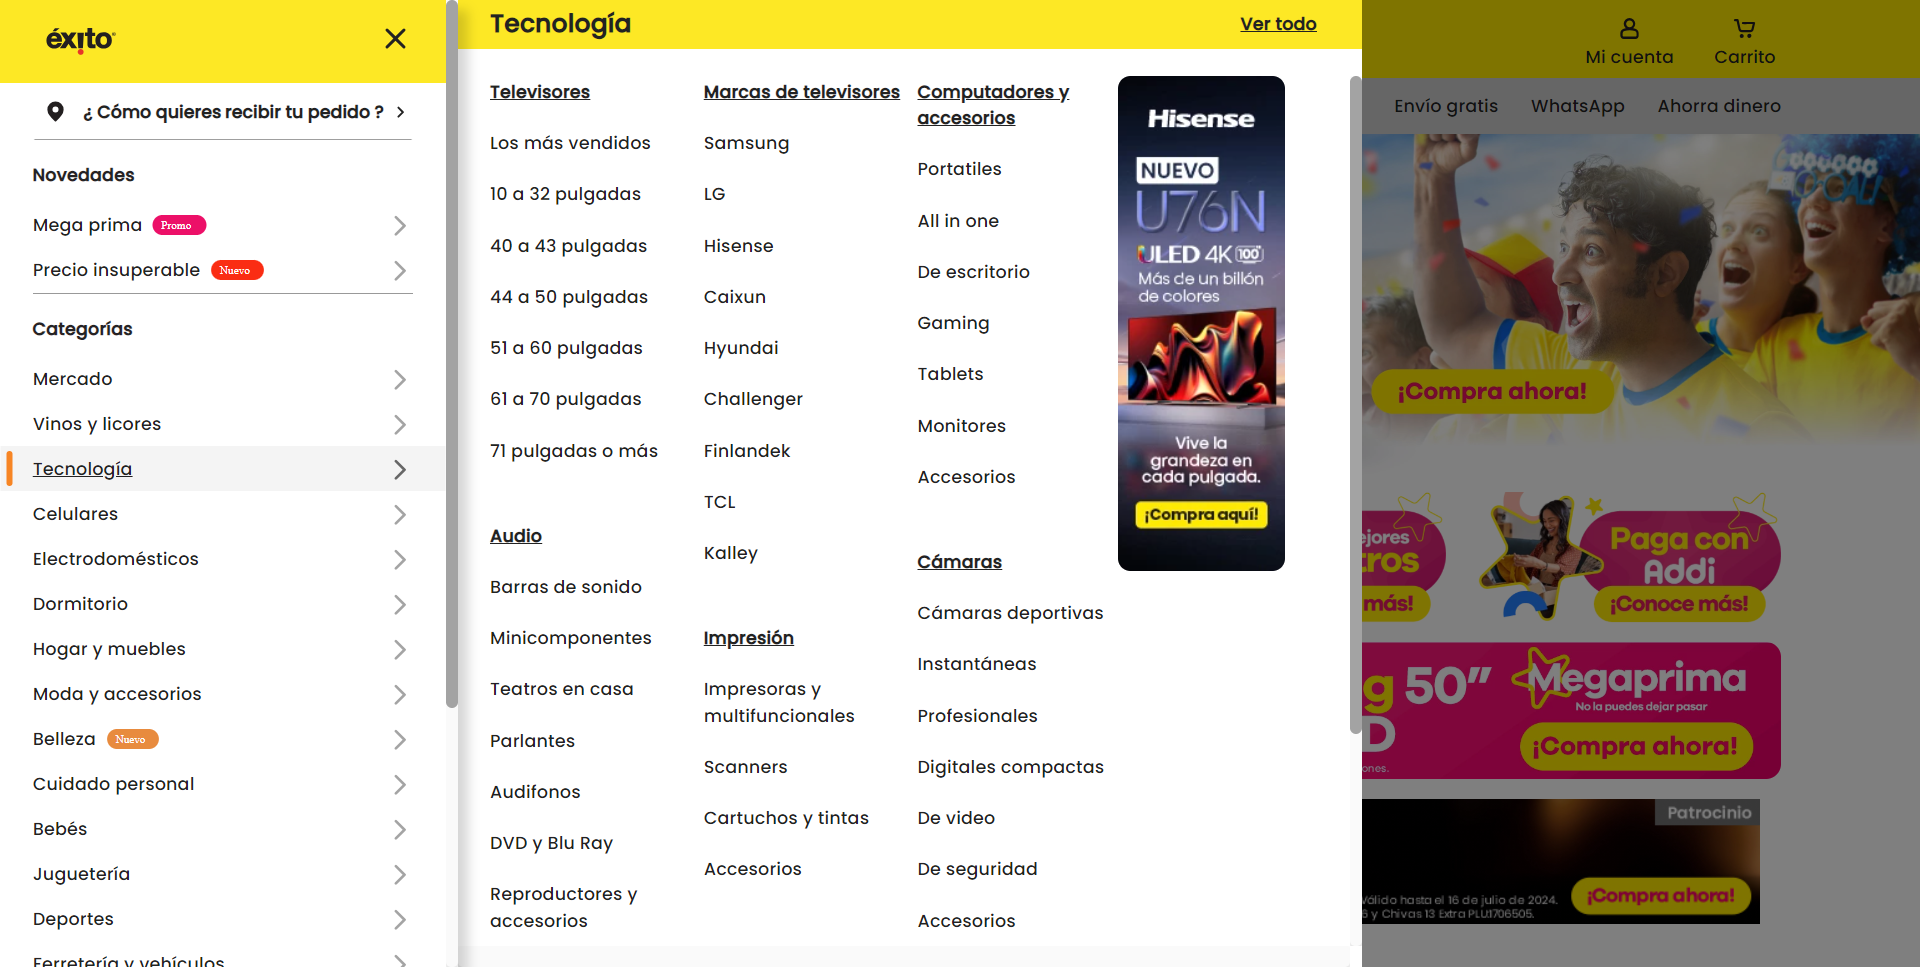 éxito
¿ Cómo quieres recibir tu pedido ?
Novedades
Mega prima Promo
Precio insuperable Nuevo
Categorías
Mercado
Vinos y licores
Tecnología
Celulares
Electrodomésticos
Dormitorio
Hogar y muebles
Moda y accesorios
Belleza Nuevo
Cuidado personal
Bebés
Juguetería
Deportes
Ferretería y vehículos
Tecnología
Ver todo
Televisores
Los más vendidos
10 a 32 pulgadas
40 a 43 pulgadas
44 a 50 pulgadas
51 a 60 pulgadas
61 a 70 pulgadas
71 pulgadas o más
Audio
Barras de sonido
Minicomponentes
Teatros en casa
Parlantes
Audifonos
DVD y Blu Ray
Reproductores y
accesorios
Marcas de televisores
Samsung
LG
Hisense
Caixun
Hyundai
Challenger
Finlandek
TCL
Kalley
Impresión
Impresoras y
multifuncionales
Scanners
Cartuchos y tintas
Accesorios
Computadores y
accesorios
Portatiles
All in one
De escritorio
Gaming
Tablets
Monitores
Accesorios
Cámaras
Cámaras deportivas
Instantáneas
Profesionales
Digitales compactas
De video
De seguridad
Accesorios
Hisense
NUEVO
U76N
ULED 4K 100"
Más de un billón
de colores
Vive la
grandeza en
cada pulgada.
¡Compra aquí!
Mi cuenta
Carrito
Envío gratis
WhatsApp
Ahorra dinero
GOAL!
¡Compra ahora!
ejores
tros
más!
Paga con
Addi
¡Conoce más!
g 50”
D
ones.
Megaprima
No la puedes dejar pasar
¡Compra ahora!
Patrocinio
Válido hasta el 16 de julio de 2024.
6 y Chivas 13 Extra PLU:1706505.
¡Compra ahora!